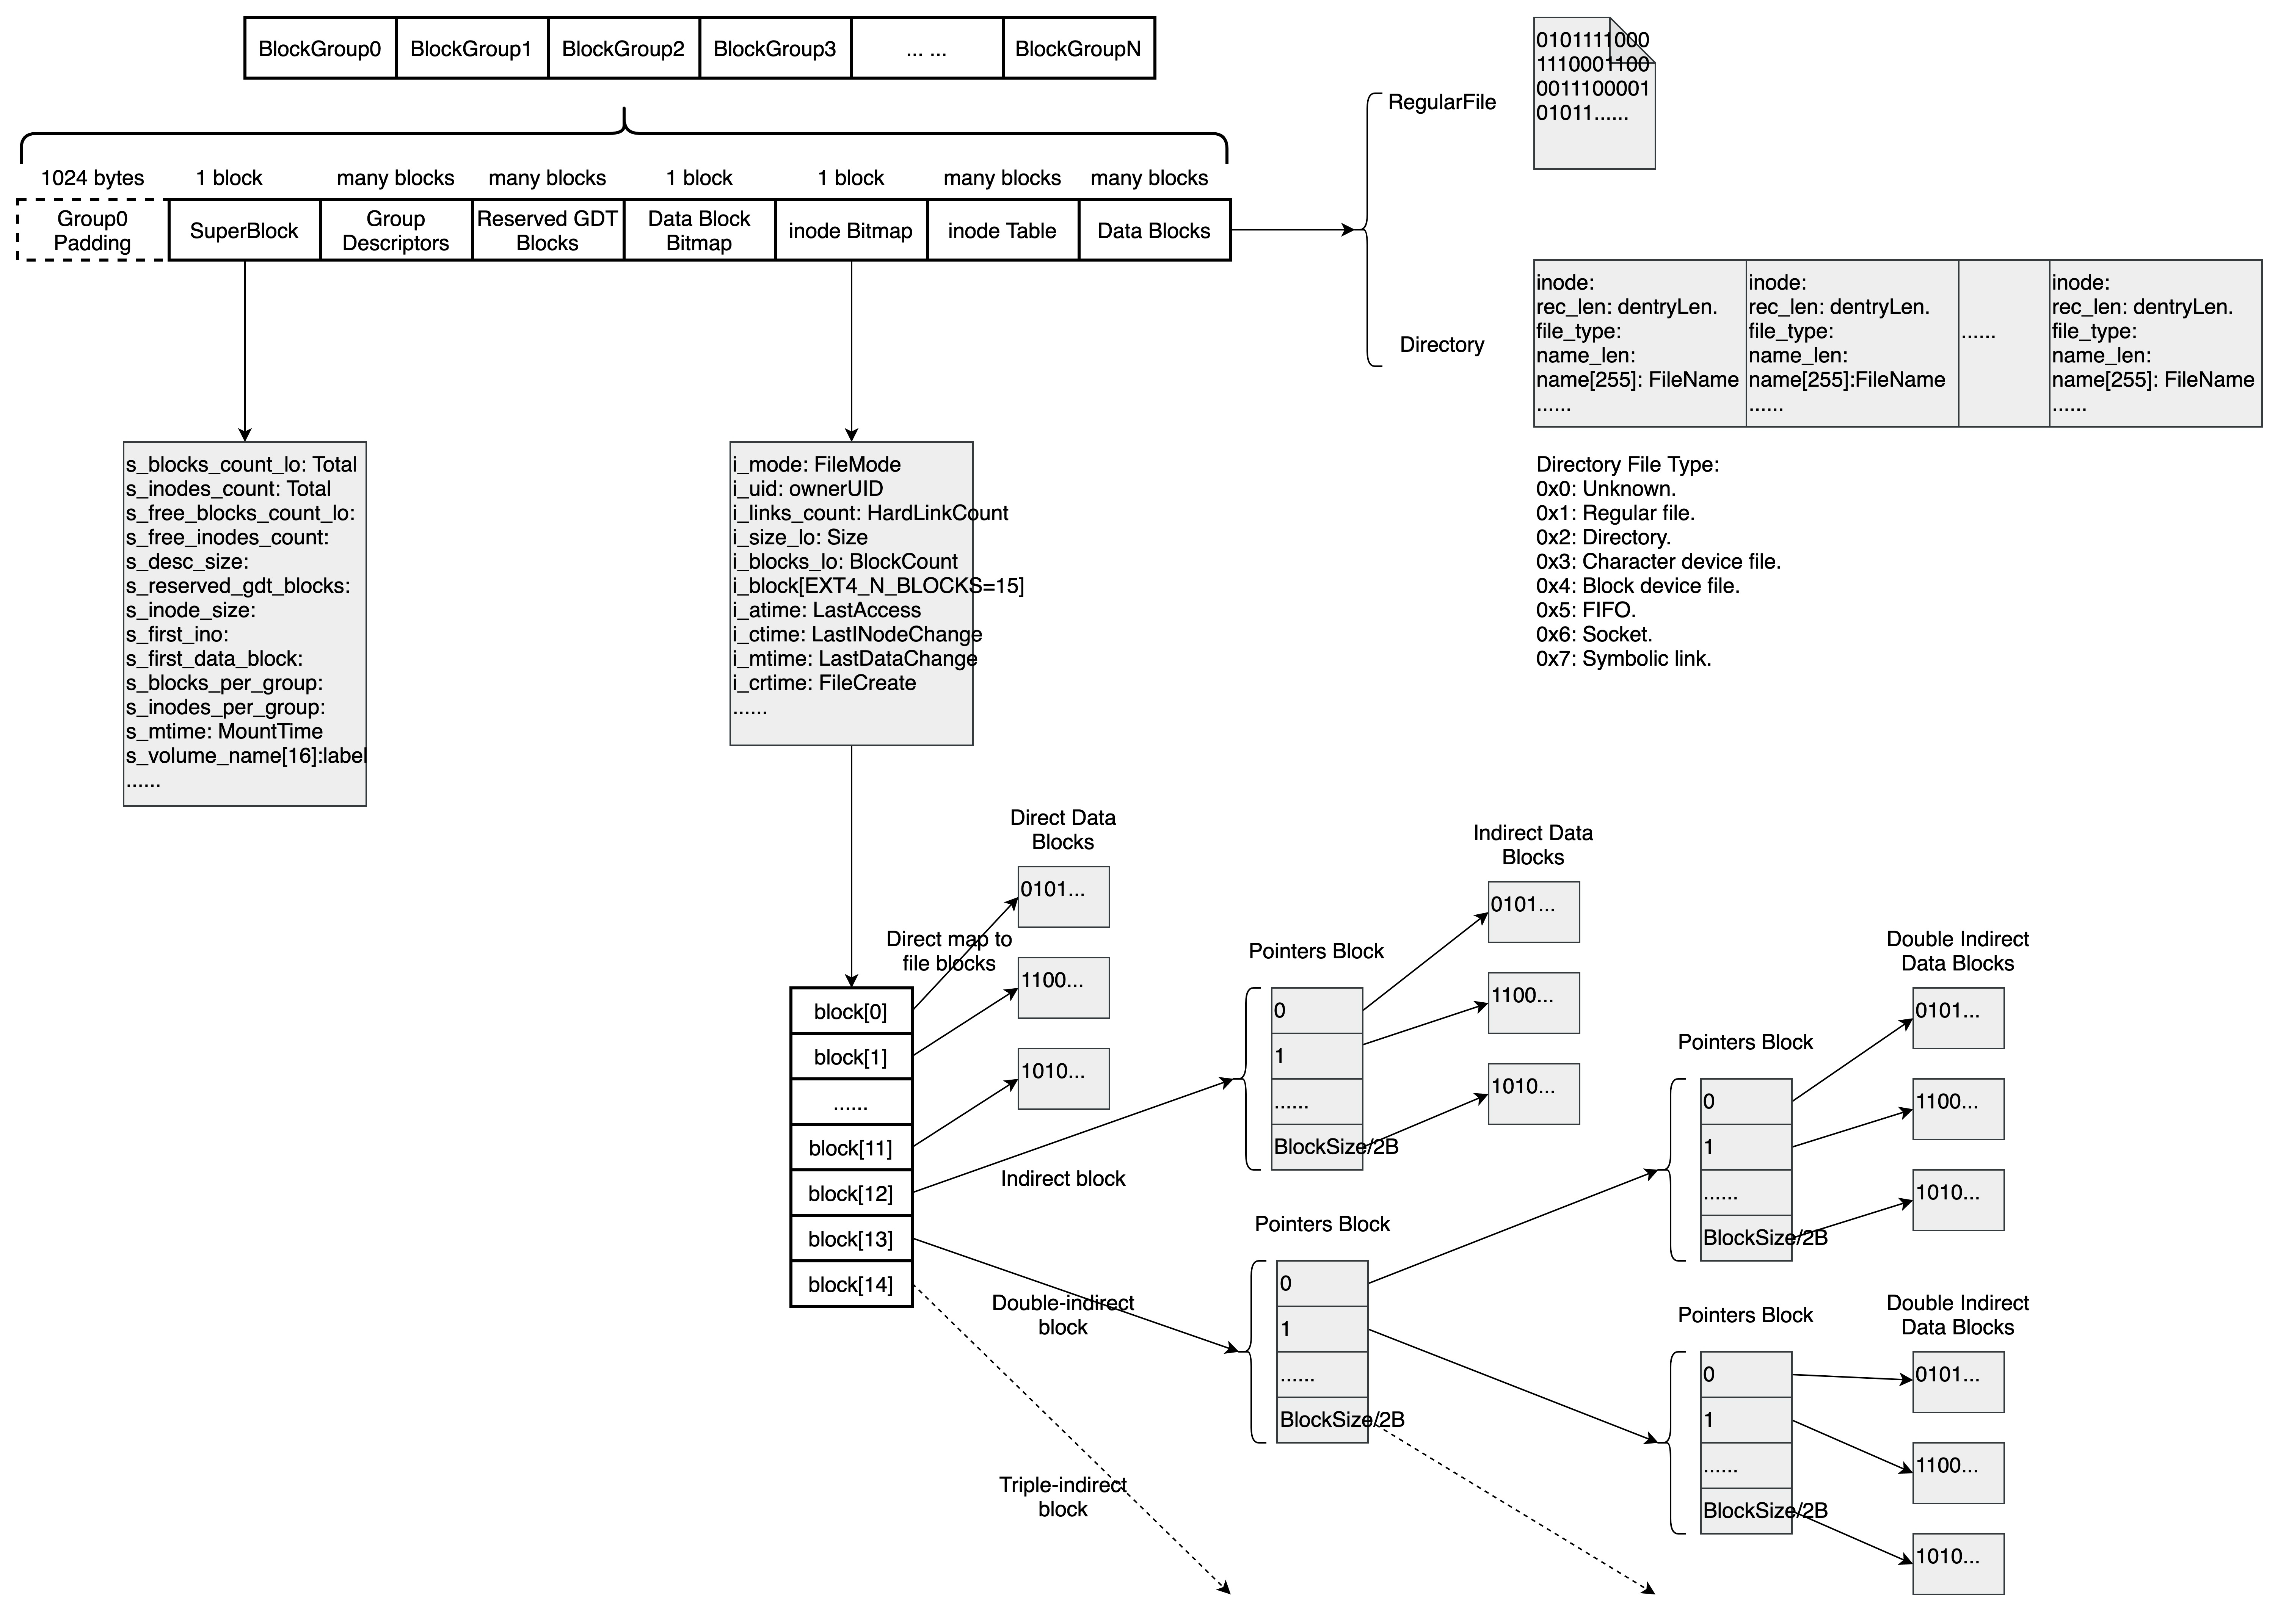 BlockGroup0
BlockGroup1
BlockGroup2
BlockGroup3
... ...
BlockGroupN
1024 bytes
1 block
many blocks
many blocks
1 block
1 block
many blocks
many blocks
Group0
Padding
SuperBlock
Group
Descriptors
Reserved GDT
Blocks
Data Block
Bitmap
inode Bitmap
inode Table
Data Blocks
RegularFile
0101111000
1110001100
0011100001
01011......
Directory
inode:
rec_len: dentryLen.
file_type:
name_len:
name[255]: FileName
......
inode:
rec_len: dentryLen.
file_type:
name_len:
name[255]:FileName
......
......
inode:
rec_len: dentryLen.
file_type:
name_len:
name[255]: FileName
......
Directory File Type:
0x0: Unknown.
0x1: Regular file.
0x2: Directory.
0x3: Character device file.
0x4: Block device file.
0x5: FIFO.
0x6: Socket.
0x7: Symbolic link.
s_blocks_count_lo: Total
s_inodes_count: Total
s_free_blocks_count_lo:
s_free_inodes_count:
s_desc_size:
s_reserved_gdt_blocks:
s_inode_size:
s_first_ino:
s_first_data_block:
s_blocks_per_group:
s_inodes_per_group:
s_mtime: MountTime
s_volume_name[16]:label
......
i_mode: FileMode
i_uid: ownerUID
i_links_count: HardLinkCount
i_size_lo: Size
i_blocks_lo: BlockCount
i_block[EXT4_N_BLOCKS=15]
i_atime: LastAccess
i_ctime: LastINodeChange
i_mtime: LastDataChange
i_crtime: FileCreate
......
block[0]
block[1]
......
block[11]
block[12]
block[13]
block[14]
Direct map to
file blocks
Direct Data
Blocks
0101...
1100...
1010...
Indirect block
Pointers Block
0
1
......
BlockSize/2B
Indirect Data
Blocks
0101...
1100...
1010...
Double-indirect
block
Pointers Block
0
1
......
BlockSize/2B
Pointers Block
0
1
......
BlockSize/2B
Double Indirect
Data Blocks
0101...
1100...
1010...
Pointers Block
0
1
......
BlockSize/2B
Double Indirect
Data Blocks
0101...
1100...
1010...
Triple-indirect
block